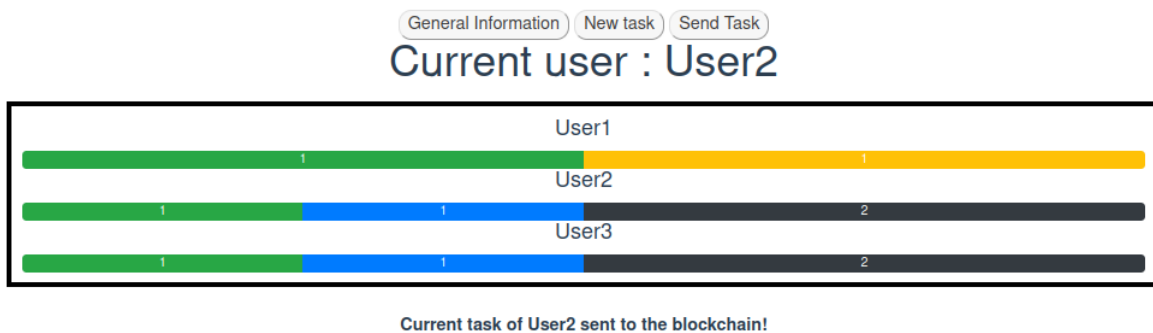 General Information New task Send Task
Current user : User2
User1
1 1
User2
1 1 2
User3
1 1 2
Current task of User2 sent to the blockchain!